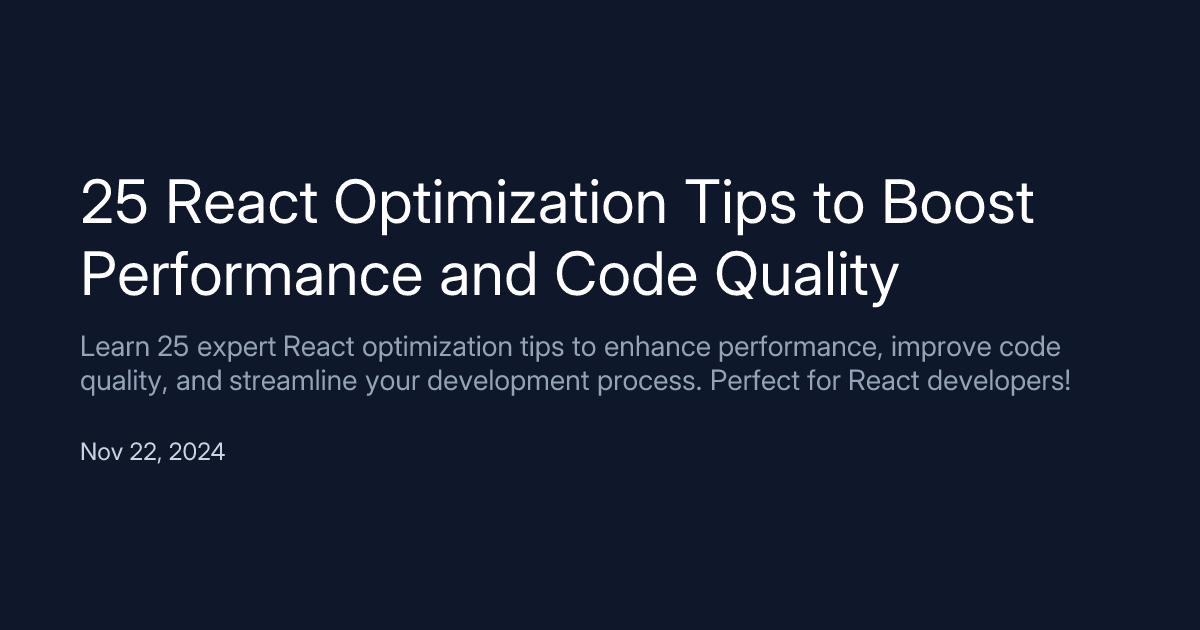 25 React Optimization Tips to Boost
Performance and Code Quality
Learn 25 expert React optimization tips to enhance performance, improve code
quality, and streamline your development process. Perfect for React developers!
Nov 22, 2024